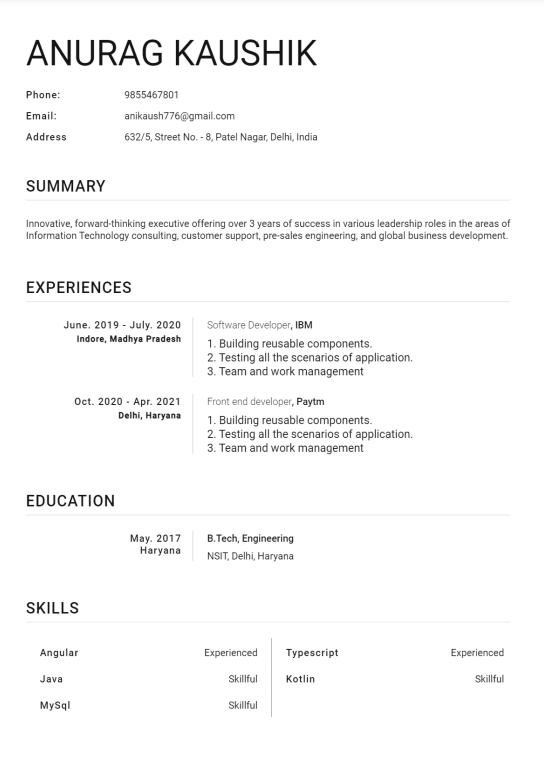 ANURAG KAUSHIK
Phone: 9855467801
Email: anikaush776@gmail.com
Address 632/5, Street No. - 8, Patel Nagar, Delhi, India
SUMMARY
Innovative, forward-thinking executive offering over 3 years of success in various leadership roles in the areas of
Information Technology consulting, customer support, pre-sales engineering, and global business development.
EXPERIENCES
June. 2019 - July. 2020
Indore, Madhya Pradesh
Software Developer, IBM
1. Building reusable components.
2. Testing all the scenarios of application.
3. Team and work management
Oct. 2020 - Apr. 2021
Delhi, Haryana
Front end developer, Paytm
1. Building reusable components.
2. Testing all the scenarios of application.
3. Team and work management
EDUCATION
May. 2017
Haryana
B.Tech, Engineering
NSIT, Delhi, Haryana
SKILLS
Angular Experienced
Java Skillful
MySql Skillful
Typescript Experienced
Kotlin Skillful